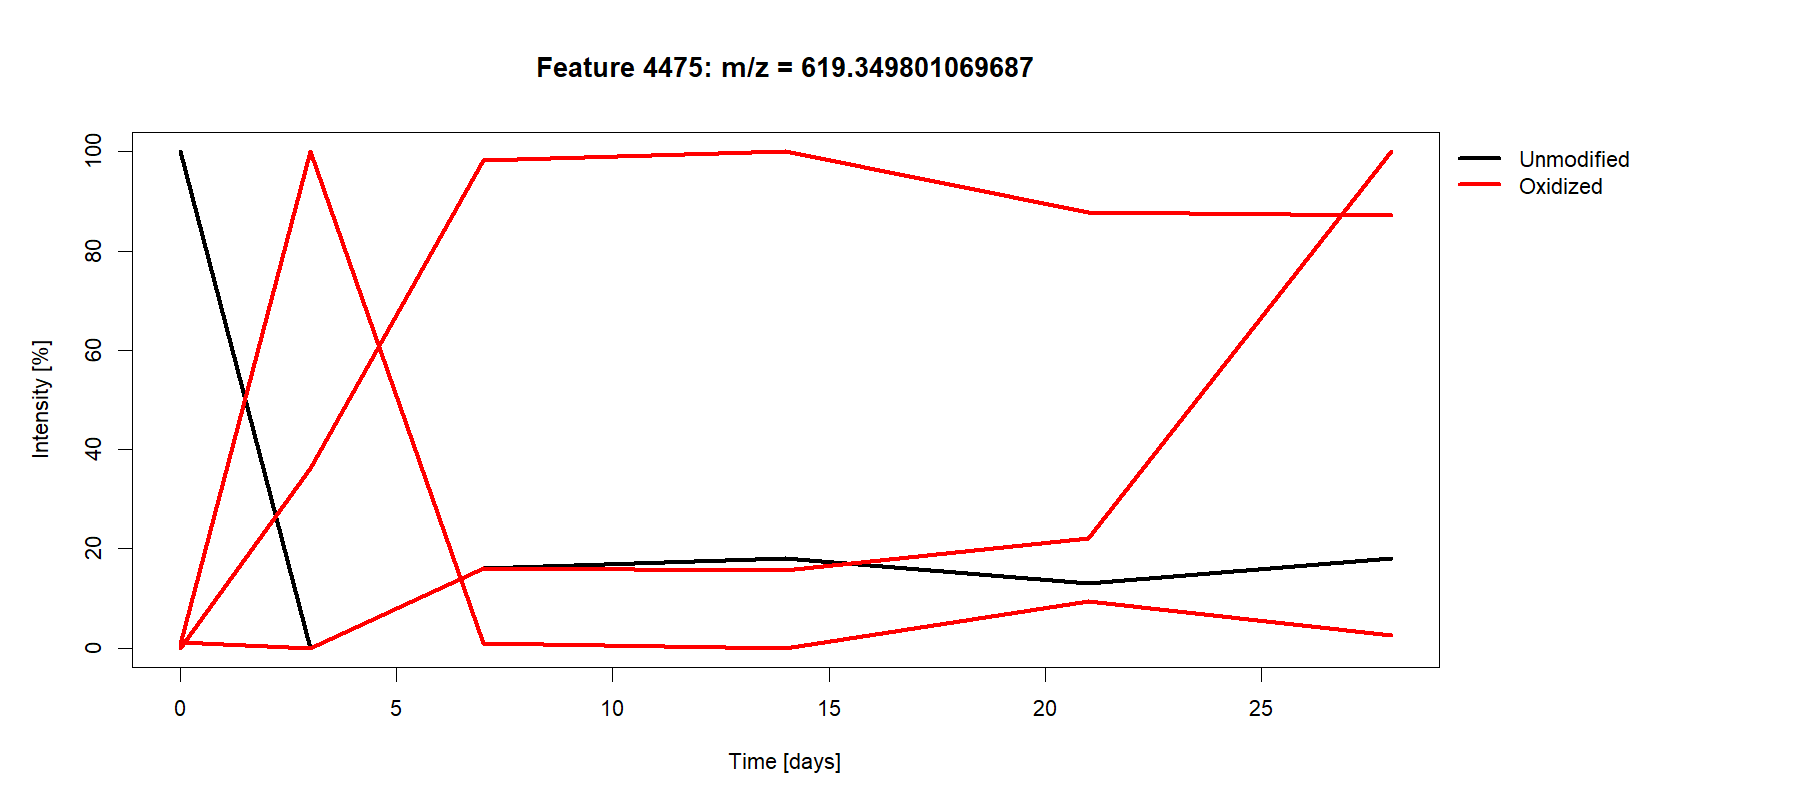 Feature 4475: m/z = 619.349801069687
Unmodified
Oxidized
Intensity [%]
100
80
60
40
20
0
0 5 10 15 20 25
Time [days]